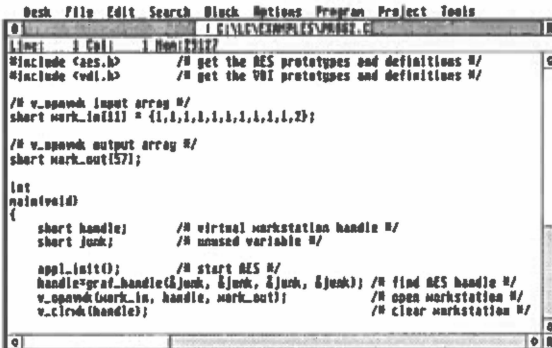 Desk File Edit Search Block Options Program Project Tools
C:\LC\EXAMPLES\PROG2.C
Line: 1 Col: 1 Mem:29127
#include <aes.h> /* get the AES prototypes and definitions */
#include <vdi.h> /* get the VDI prototypes and definitions */
/* v_opnvwk input array */
short work_in[11] = {1,1,1,1,1,1,1,1,1,1,2};
/* v_opnvwk output array */
short work_out[57];
int
main(void)
{
short handle; /* virtual workstation handle */
short junk; /* unused variable */
appl_init(); /* start AES */
handle=graf_handle(&junk, &junk, &junk, &junk); /* find AES handle */
v_opnvwk(work_in, handle, work_out); /* open workstation */
v_clrwk(handle); /* clear workstation */